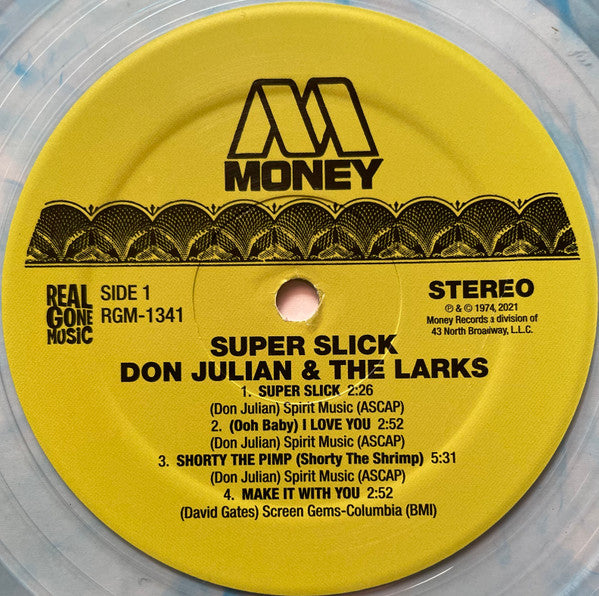 MONEY
REAL
GONE
MUSIC
SIDE 1
RGM-1341
STEREO
℗ & © 1974, 2021
Money Records a division of
43 North Broadway, L.L.C.
SUPER SLICK
DON JULIAN & THE LARKS
1. SUPER SLICK 2:26
(Don Julian) Spirit Music (ASCAP)
2. (Ooh Baby) I LOVE YOU 2:52
(Don Julian) Spirit Music (ASCAP)
3. SHORTY THE PIMP (Shorty The Shrimp) 5:31
(Don Julian) Spirit Music (ASCAP)
4. MAKE IT WITH YOU 2:52
(David Gates) Screen Gems-Columbia (BMI)